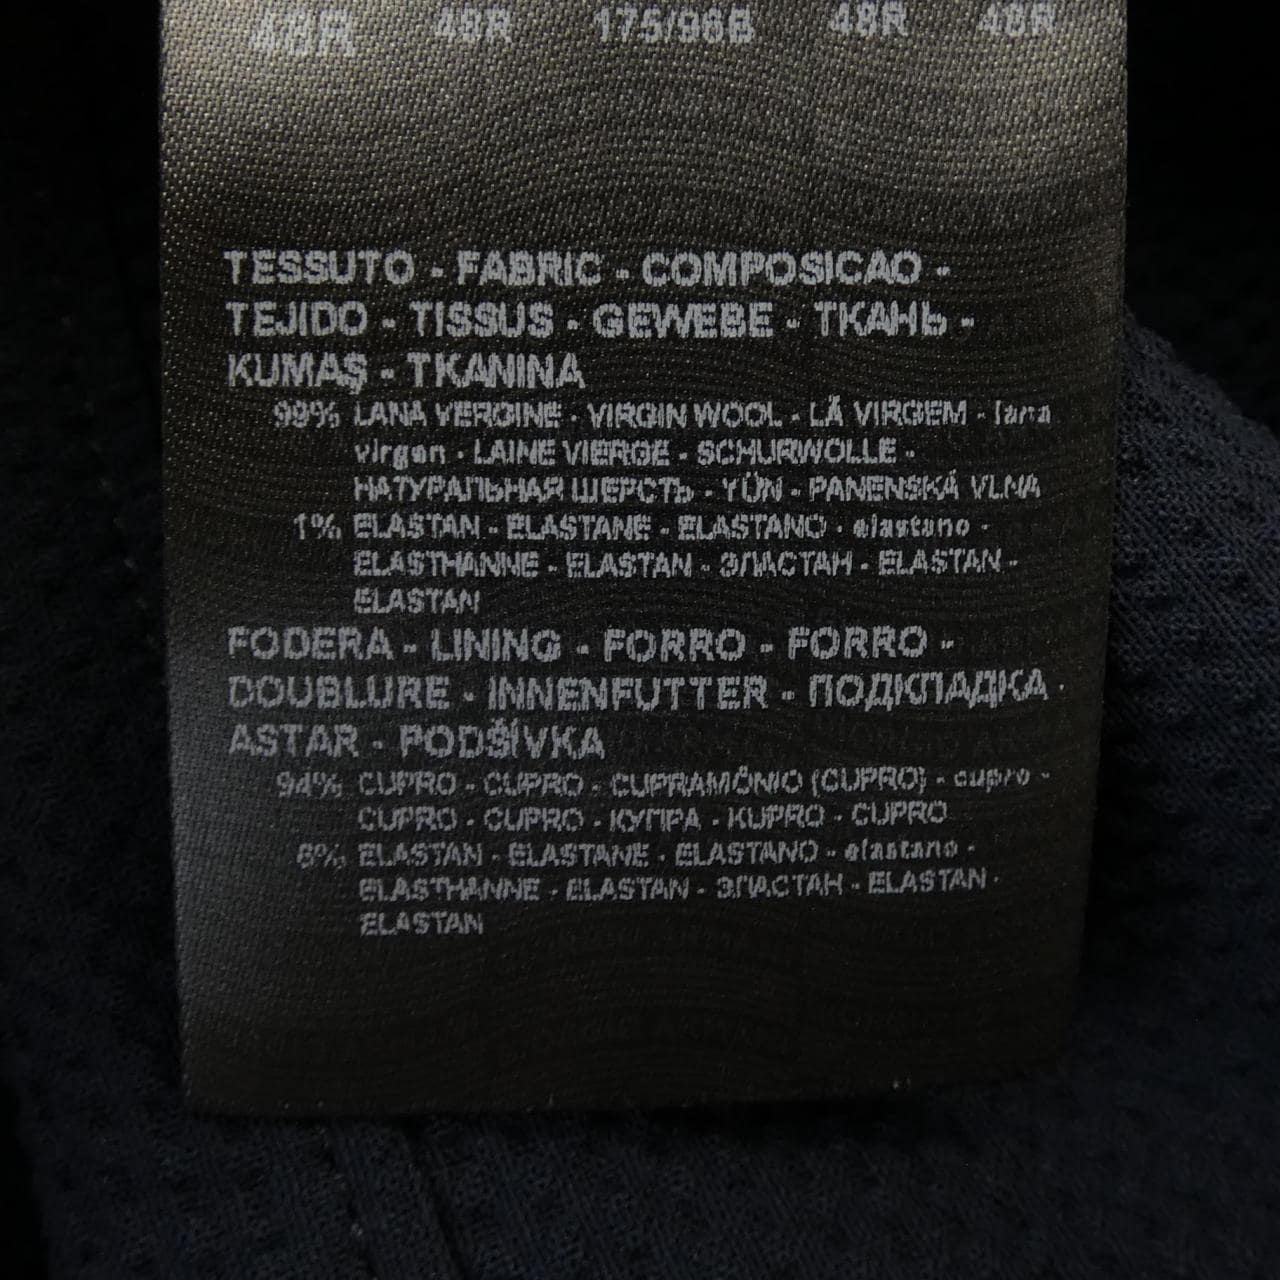 48R 48R 175/96B 48R 48R
TESSUTO - FABRIC - COMPOSICAO -
TEJIDO - TISSUS - GEWEBE - ТКАНЬ -
KUMAŞ - TKANINA
99% LANA VERGINE - VIRGIN WOOL - LÃ VIRGEM - lana
virgen - LAINE VIERGE - SCHURWOLLE -
НАТУРАЛЬНАЯ ШЕРСТЬ - YÜN - PANENSKÁ VLNA
1% ELASTAN - ELASTANE - ELASTANO - elastano -
ELASTHANNE - ELASTAN - ЭЛАСТАН - ELASTAN -
ELASTAN
FODERA - LINING - FORRO - FORRO -
DOUBLURE - INNENFUTTER - ПОДКЛАДКА -
ASTAR - PODŠÍVKA
94% CUPRO - CUPRO - CUPRAMÔNIO (CUPRO) - cupro -
CUPRO - CUPRO - КУПРА - KUPRO - CUPRO
6% ELASTAN - ELASTANE - ELASTANO - elastano -
ELASTHANNE - ELASTAN - ЭЛАСТАН - ELASTAN -
ELASTAN